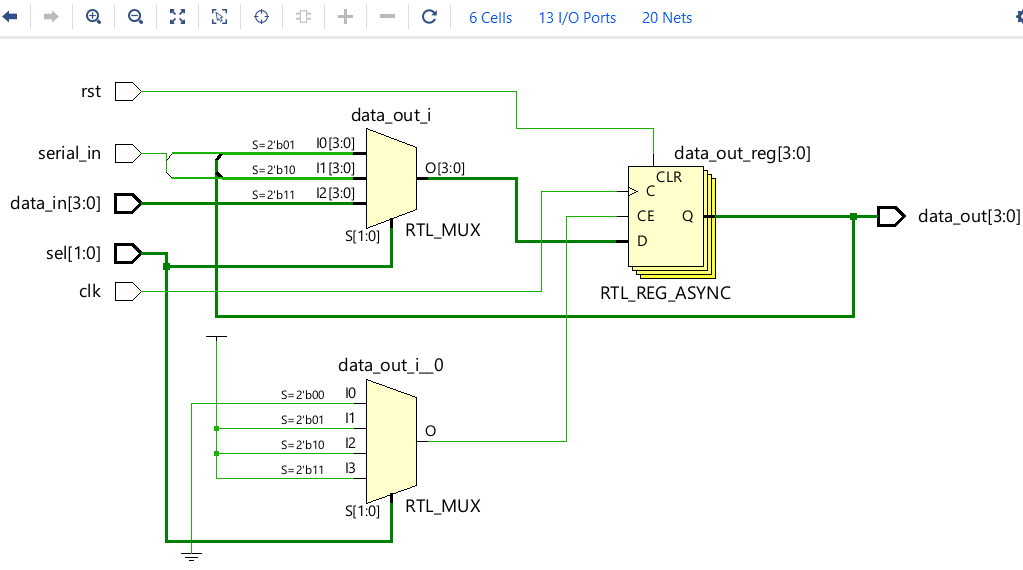 6 Cells 13 I/O Ports 20 Nets
rst
data_out_i
serial_in
S=2'b01 I0[3:0]
S=2'b10 I1[3:0]
S=2'b11 I2[3:0]
O[3:0]
S[1:0]
RTL_MUX
data_in[3:0]
sel[1:0]
clk
data_out_reg[3:0]
CLR
C
CE Q
D
RTL_REG_ASYNC
data_out[3:0]
data_out_i__0
S=2'b00 I0
S=2'b01 I1
S=2'b10 I2
S=2'b11 I3
O
S[1:0]
RTL_MUX